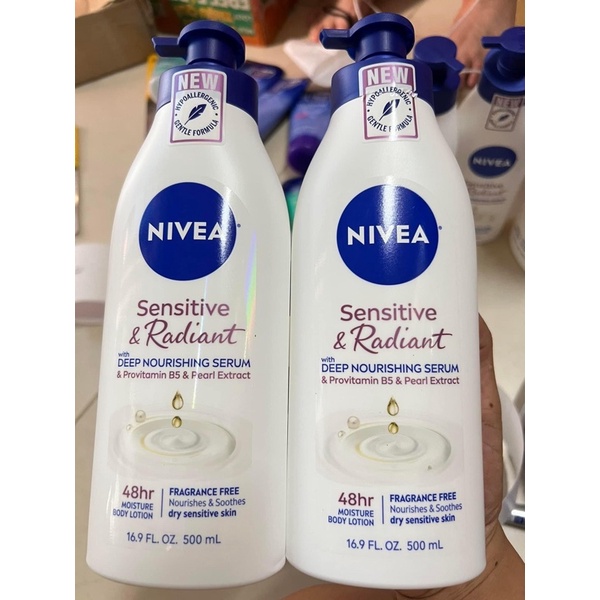 NEW
HYPOALLERGENIC
GENTLE FORMULA
NIVEA
Sensitive
& Radiant
with
DEEP NOURISHING SERUM
& Provitamin B5 & Pearl Extract
48hr
MOISTURE
BODY LOTION
FRAGRANCE FREE
Nourishes & Soothes
dry sensitive skin
16.9 FL. OZ. 500 mL
NEW
HYPOALLERGENIC
GENTLE FORMULA
NIVEA
Sensitive
& Radiant
with
DEEP NOURISHING SERUM
& Provitamin B5 & Pearl Extract
48hr
MOISTURE
BODY LOTION
FRAGRANCE FREE
Nourishes & Soothes
dry sensitive skin
16.9 FL. OZ. 500 mL
NEW
NIVEA
Sensitive
& Radiant